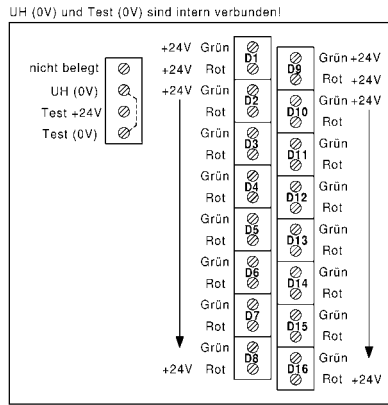 UH (0V) und Test (0V) sind intern verbunden!
nicht belegt
UH (0V)
Test +24V
Test (0V)
+24V Grün D1
+24V Rot
+24V Grün D2
Rot
Grün D3
Rot
Grün D4
Rot
Grün D5
Rot
Grün D6
Rot
Grün D7
Rot
Grün D8
+24V Rot
D9 Grün +24V
Rot +24V
D10 Grün +24V
Rot
D11 Grün
Rot
D12 Grün
Rot
D13 Grün
Rot
D14 Grün
Rot
D15 Grün
Rot
D16 Grün
Rot +24V